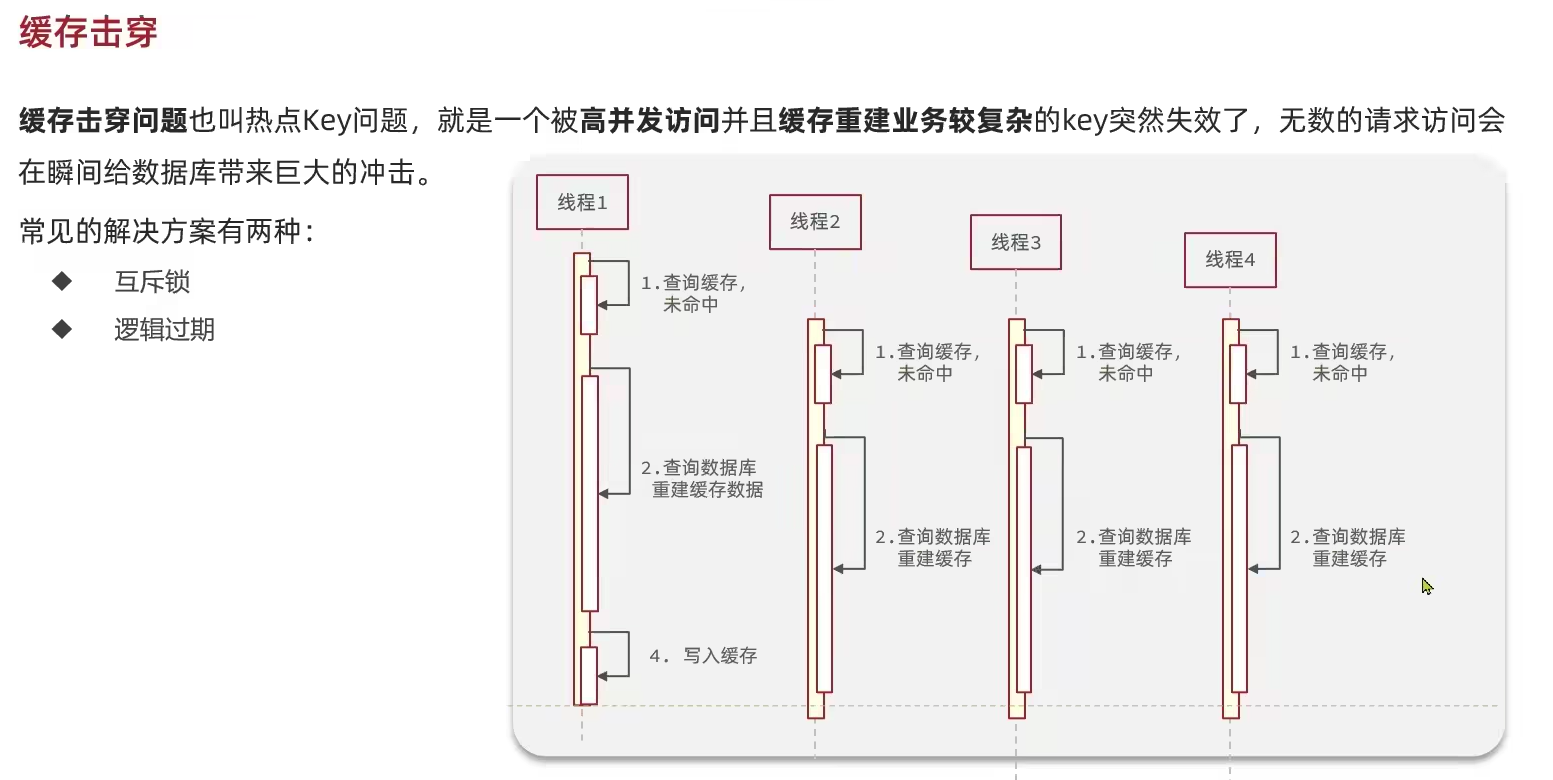 缓存击穿
缓存击穿问题也叫热点Key问题，就是一个被高并发访问并且缓存重建业务较复杂的key突然失效了，无数的请求访问会
在瞬间给数据库带来巨大的冲击。
常见的解决方案有两种：
◆ 互斥锁
◆ 逻辑过期
线程1
1.查询缓存，
未命中
2.查询数据库
重建缓存数据
4. 写入缓存
线程2
1.查询缓存，
未命中
2.查询数据库
重建缓存
线程3
1.查询缓存，
未命中
2.查询数据库
重建缓存
线程4
1.查询缓存，
未命中
2.查询数据库
重建缓存